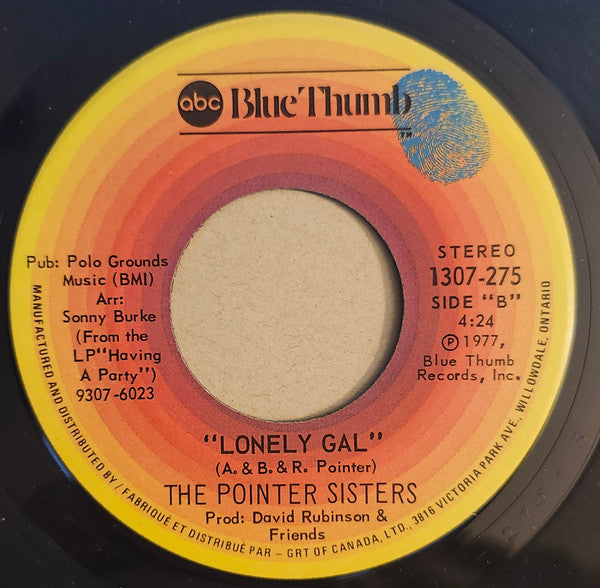 abc Blue Thumb
TM
Pub: Polo Grounds
Music (BMI)
Arr:
Sonny Burke
(From the
LP"Having
A Party")
9307-6023
STEREO
1307-275
SIDE "B"
4:24
℗ 1977,
Blue Thumb
Records, Inc.
"LONELY GAL"
(A. & B. & R. Pointer)
THE POINTER SISTERS
Prod: David Rubinson &
Friends
MANUFACTURED AND DISTRIBUTED BY / FABRIQUÉ ET DISTRIBUÉ PAR - GRT OF CANADA, LTD., 3816 VICTORIA PARK AVE., WILLOWDALE, ONTARIO